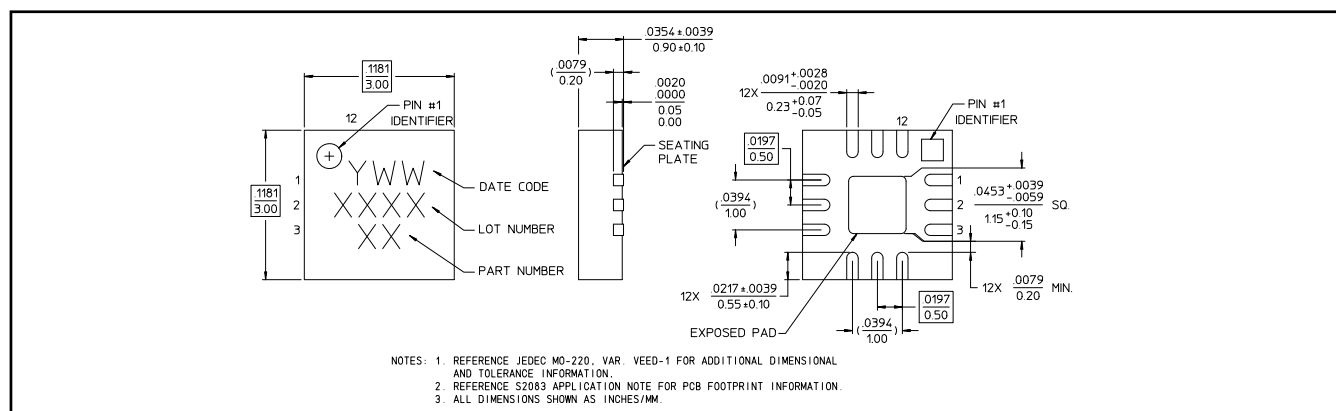 .1181
3.00
12
PIN #1
IDENTIFIER
.1181
3.00
1
2
3
YWW
XXXX
XX
DATE CODE
LOT NUMBER
PART NUMBER
.0354±.0039
0.90±0.10
(.0079
0.20)
.0020
.0000
0.05
0.00
SEATING
PLATE
12X .0091 +.0028
-.0020
0.23 +0.07
-0.05
12
PIN #1
IDENTIFIER
.0197
0.50
(.0394
1.00)
1
2
3
.0453 +.0039
-.0059
1.15 +0.10
-0.15
SQ.
12X .0217±.0039
0.55±0.10
12X .0079
0.20
MIN.
.0197
0.50
EXPOSED PAD
(.0394
1.00)
NOTES: 1. REFERENCE JEDEC MO-220, VAR. VEED-1 FOR ADDITIONAL DIMENSIONAL
AND TOLERANCE INFORMATION.
2. REFERENCE S2083 APPLICATION NOTE FOR PCB FOOTPRINT INFORMATION.
3. ALL DIMENSIONS SHOWN AS INCHES/MM.